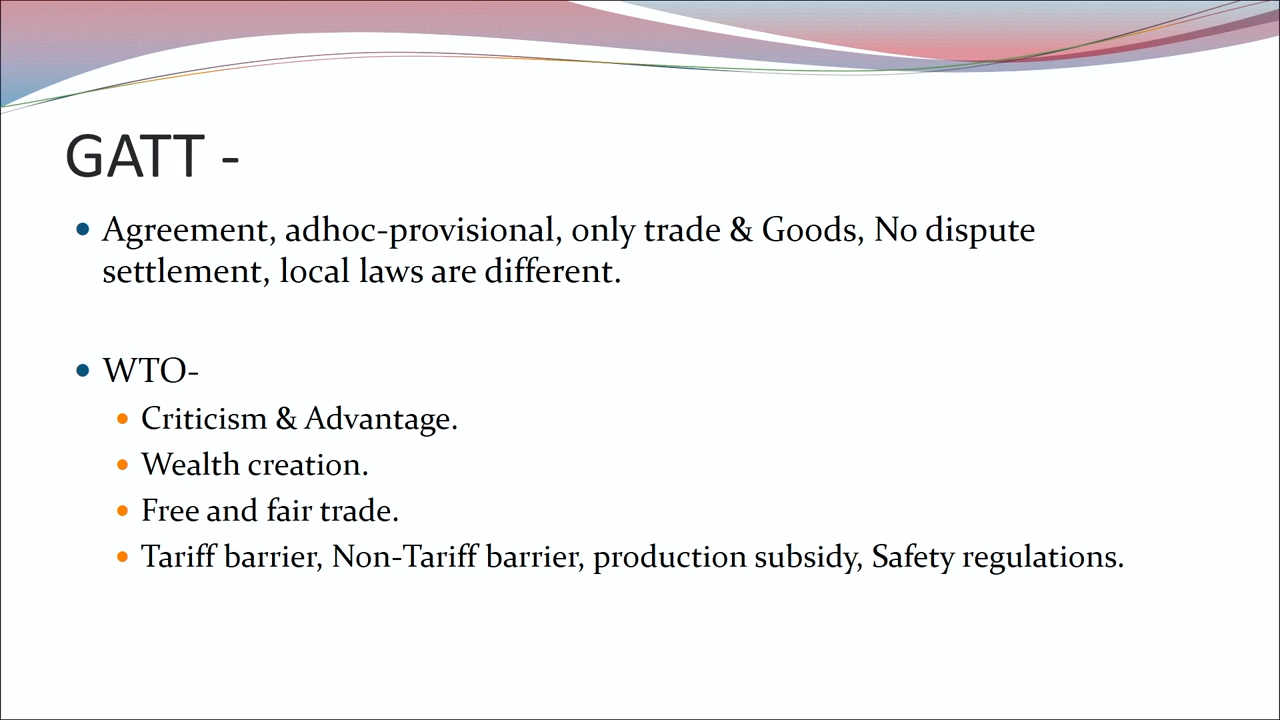 GATT -
• Agreement, adhoc-provisional, only trade & Goods, No dispute
settlement, local laws are different.
• WTO-
• Criticism & Advantage.
• Wealth creation.
• Free and fair trade.
• Tariff barrier, Non-Tariff barrier, production subsidy, Safety regulations.